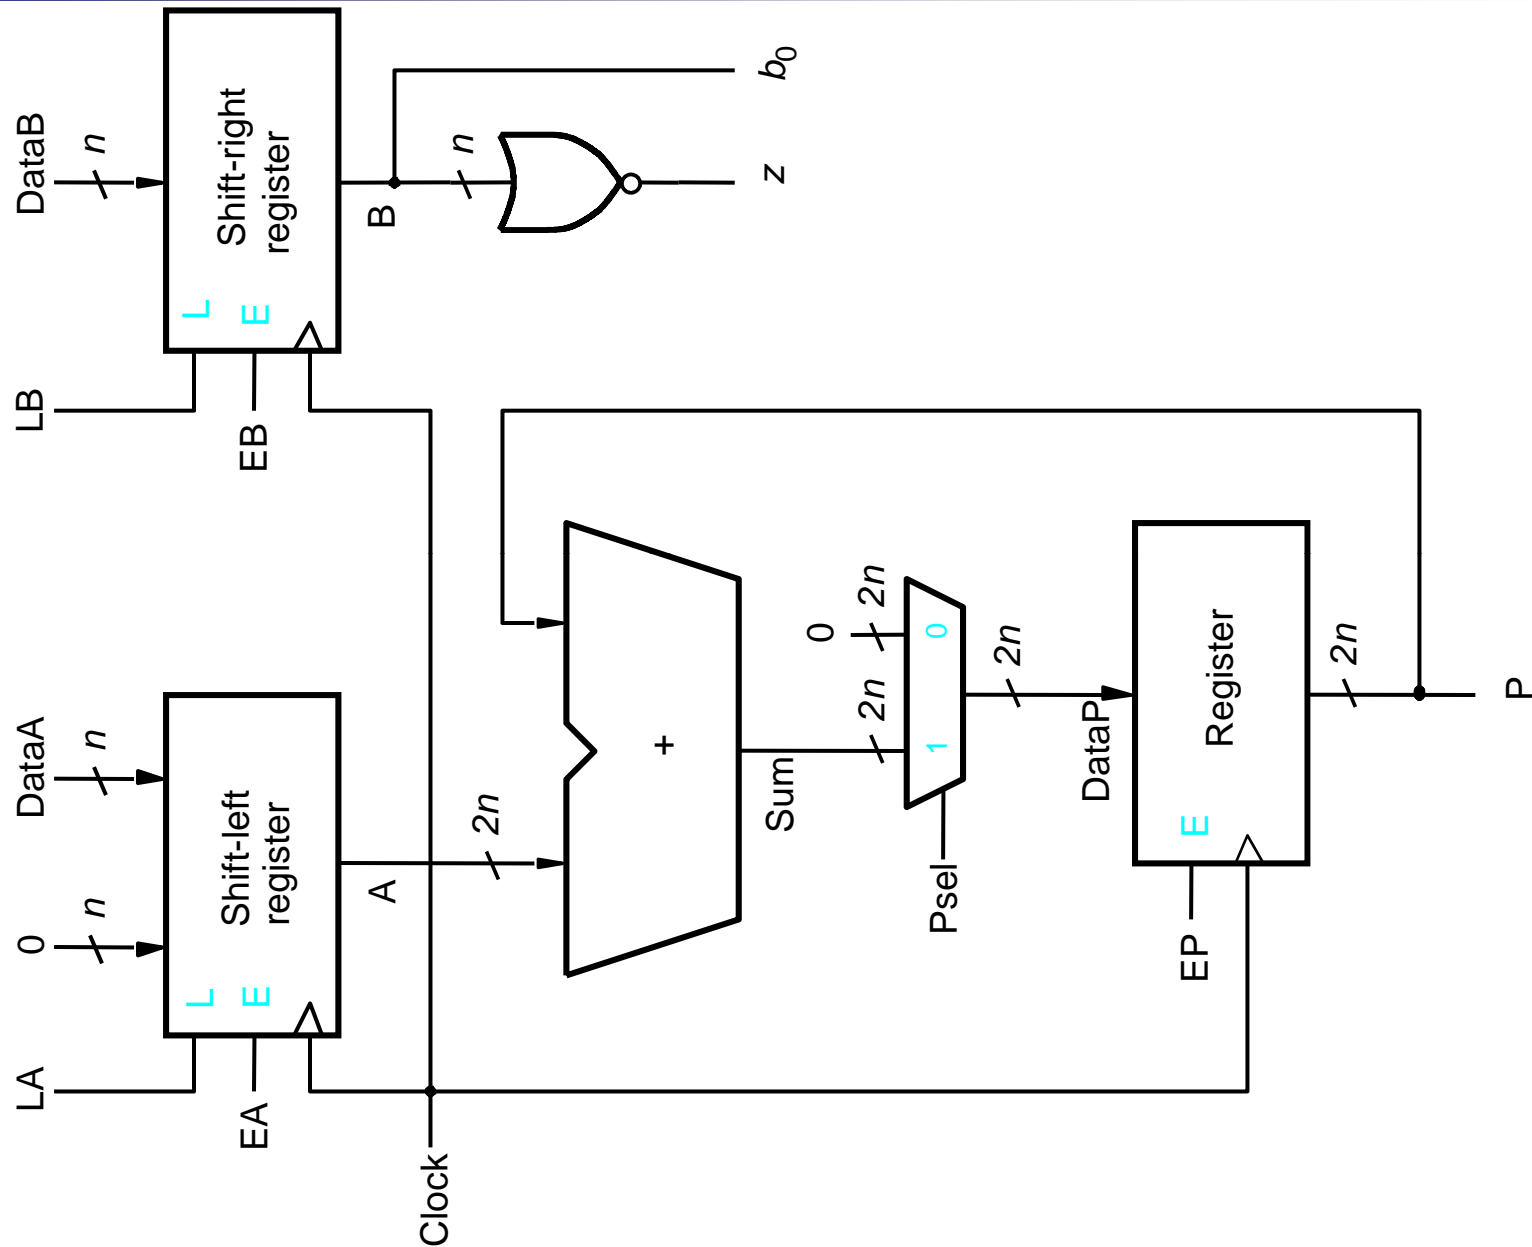 LA
0
DataA
LB
DataB
n
n
n
L
Shift-left
register
E
EA
L
Shift-right
register
E
EB
A
B
Clock
2n
n
+
z
b0
Sum
0
2n
2n
1
0
Psel
2n
DataP
E
EP
Register
2n
P